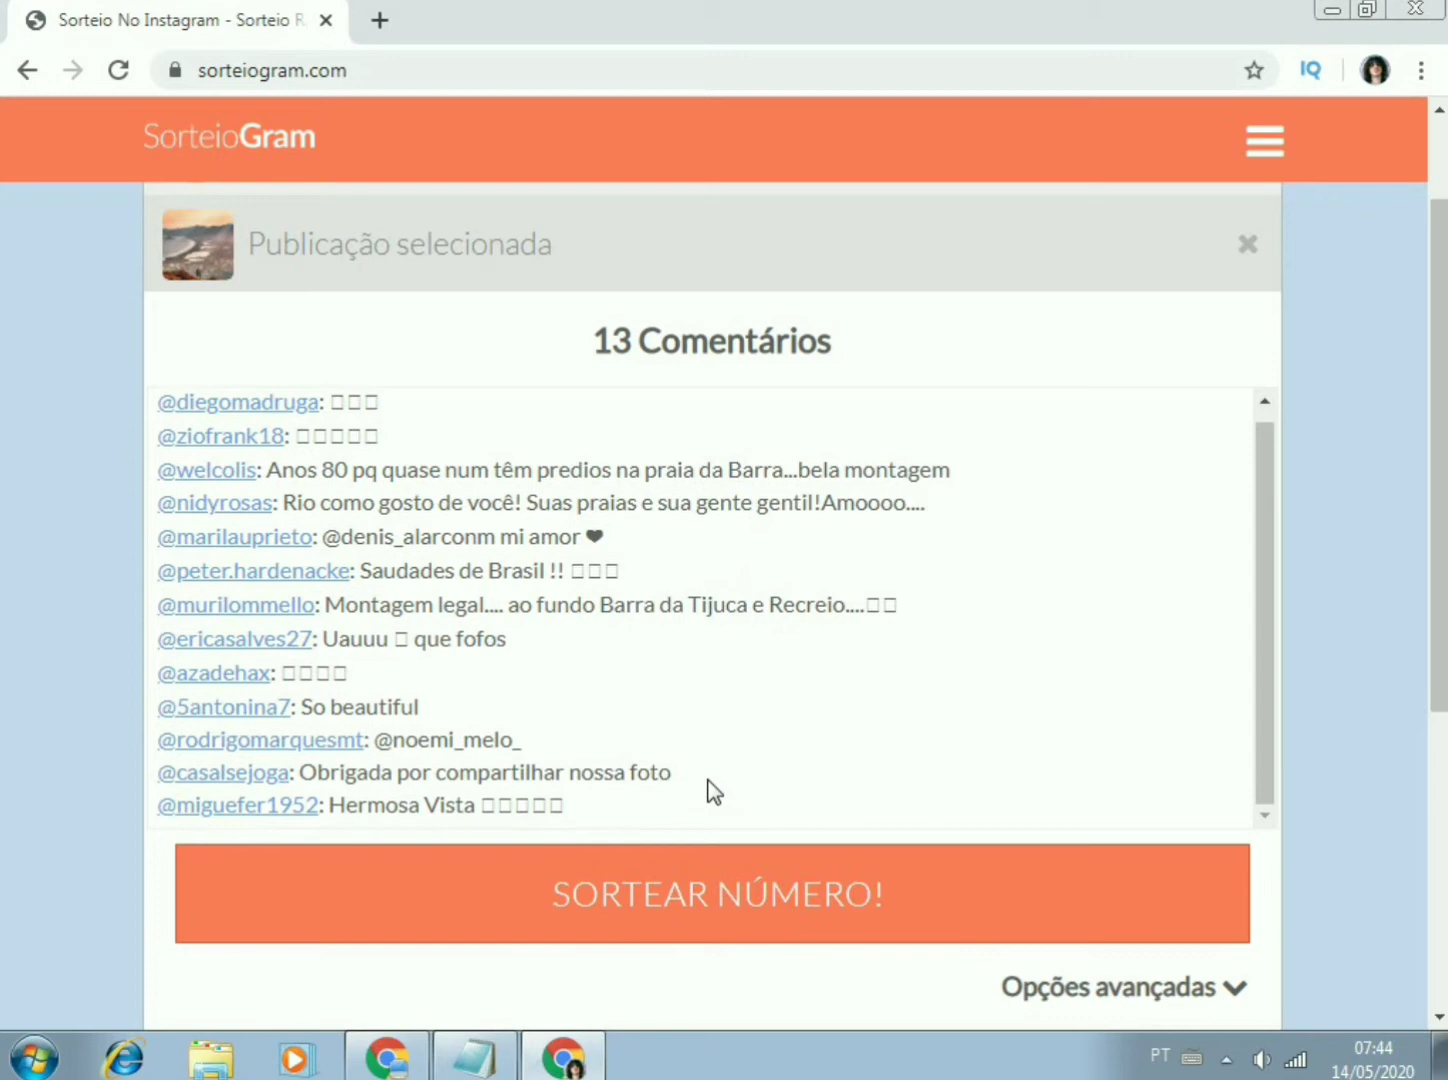 Sorteio No Instagram - Sorteio R
sorteiogram.com
IQ
SorteioGram
Publicação selecionada
13 Comentários
@diegomadruga: □□□
@ziofrank18: □□□□□
@welcolis: Anos 80 pq quase num têm predios na praia da Barra...bela montagem
@nidyrosas: Rio como gosto de você! Suas praias e sua gente gentil!Amoooo....
@marilauprieto: @denis_alarconm mi amor ❤
@peter.hardenacke: Saudades de Brasil !! □□□
@murilommello: Montagem legal.... ao fundo Barra da Tijuca e Recreio....□□
@ericasalves27: Uauuu □ que fofos
@azadehax: □□□□
@5antonina7: So beautiful
@rodrigomarquesmt: @noemi_melo_
@casalsejoga: Obrigada por compartilhar nossa foto
@miguefer1952: Hermosa Vista □□□□□
SORTEAR NÚMERO!
Opções avançadas
PT
07:44
14/05/2020